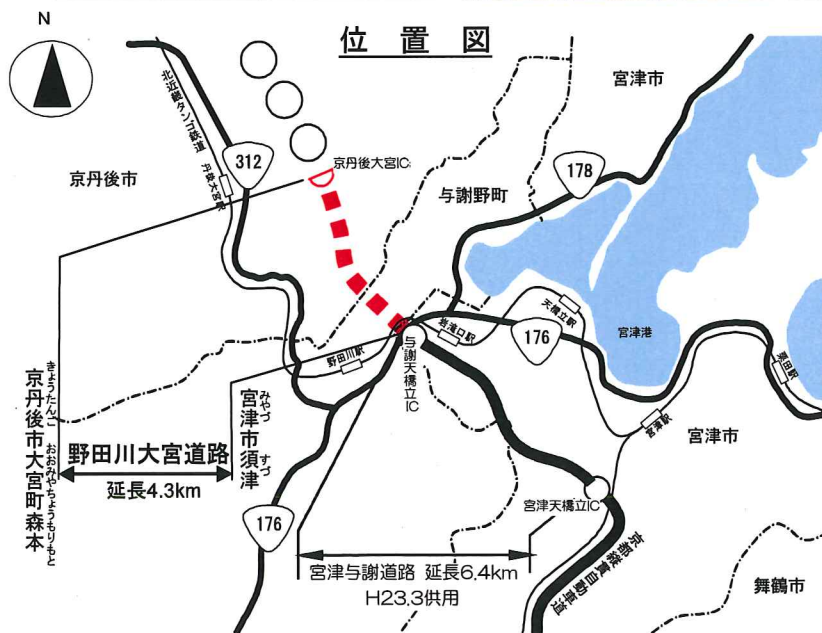 位置図
N
宮津市
北近畿タンゴ鉄道
丹後大宮駅
312
京丹後大宮IC
京丹後市
与謝野町
178
天橋立駅
宮津港
岩滝口駅
176
野田川駅
与謝天橋立IC
栗田駅
宮津駅
宮津市
きょうたんご おおみやちょうもりもと
京丹後市大宮町森本
みやづ すづ
宮津市須津
野田川大宮道路
延長4.3km
宮津天橋立IC
176
宮津与謝道路 延長6.4km
H23.3供用
京都縦貫自動車道
舞鶴市